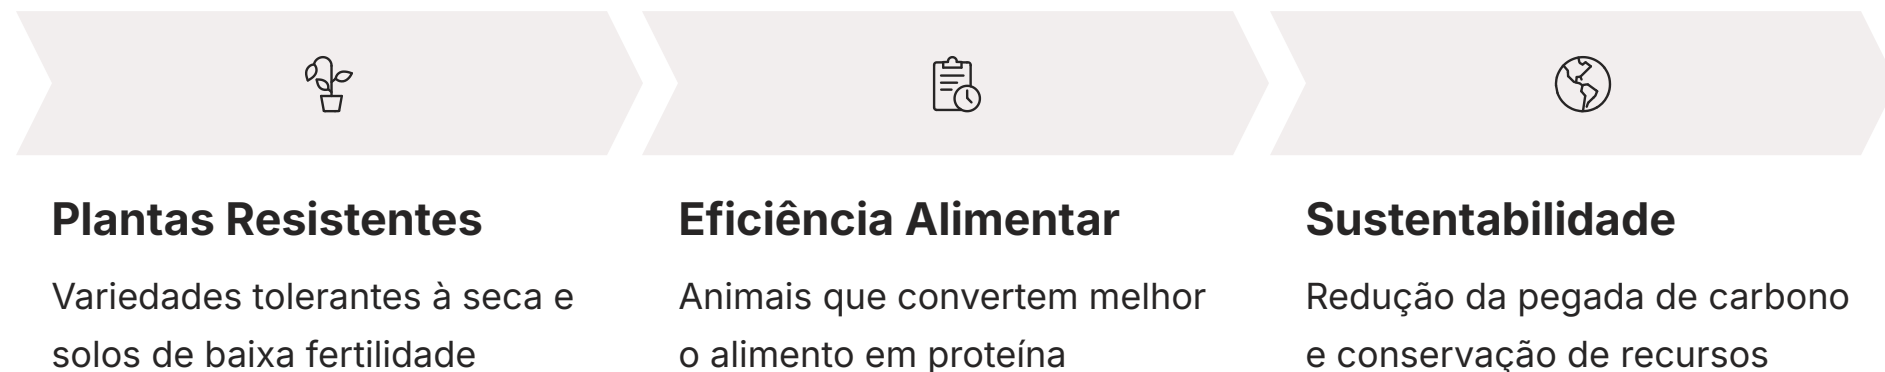 Plantas Resistentes
Variedades tolerantes à seca e
solos de baixa fertilidade
Eficiência Alimentar
Animais que convertem melhor
o alimento em proteína
Sustentabilidade
Redução da pegada de carbono
e conservação de recursos